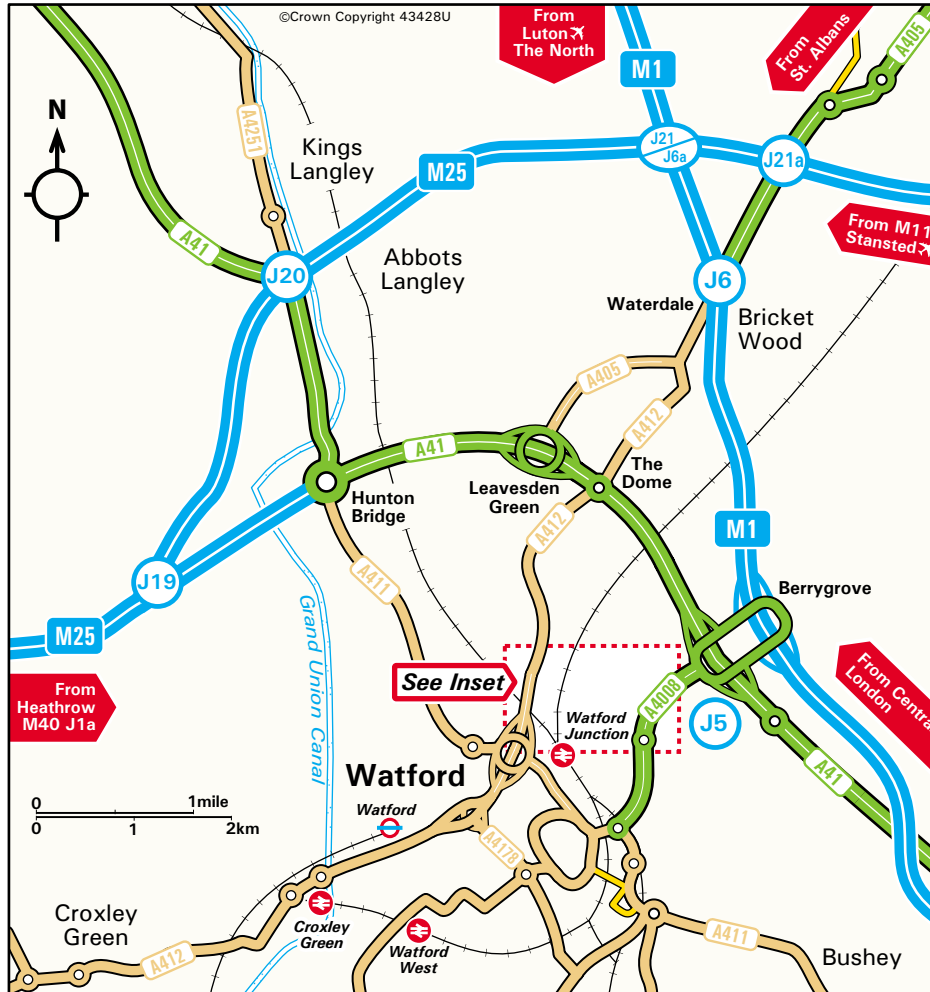 ©Crown Copyright 43428U
From
Luton
The North
From
St. Albans
A405
M1
A4251
Kings
Langley
J21
J6a
J21a
M25
N
From M11
Stansted
A41
J20
Abbots
Langley
J6
Waterdale
Bricket
Wood
A405
A412
A41
The
Dome
Leavesden
Green
Hunton
Bridge
A412
M1
J19
A411
Berrygrove
M25
Grand Union Canal
From
Heathrow
M40 J1a
See Inset
A4008
From Centra
London
Watford
Junction
J5
Watford
A41
0
1mile
0
1
2km
Watford
A4178
Croxley
Green
Croxley
Green
Watford
West
A412
A411
Bushey